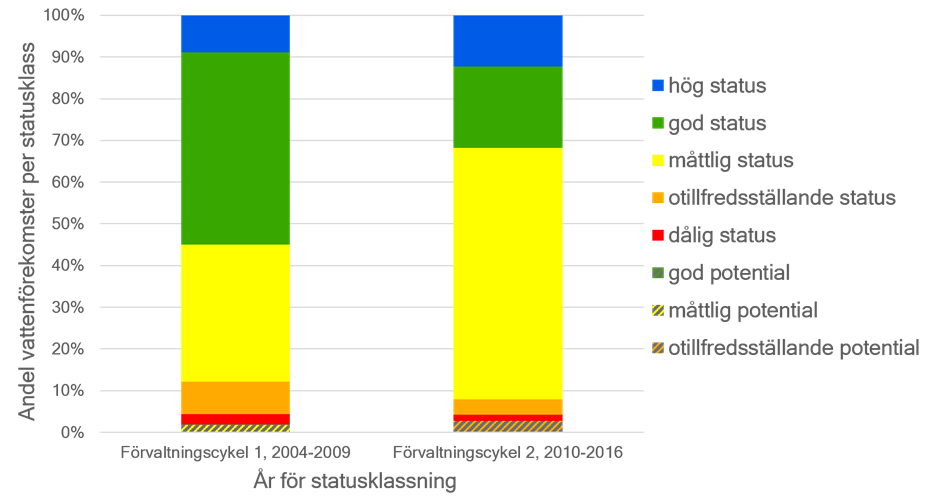 Andel vattenförekomster per statusklass
100%
90%
80%
70%
60%
50%
40%
30%
20%
10%
0%
Förvaltningscykel 1, 2004-2009
Förvaltningscykel 2, 2010-2016
År för statusklassning
hög status
god status
måttlig status
otillfredsställande status
dålig status
god potential
måttlig potential
otillfredsställande potential